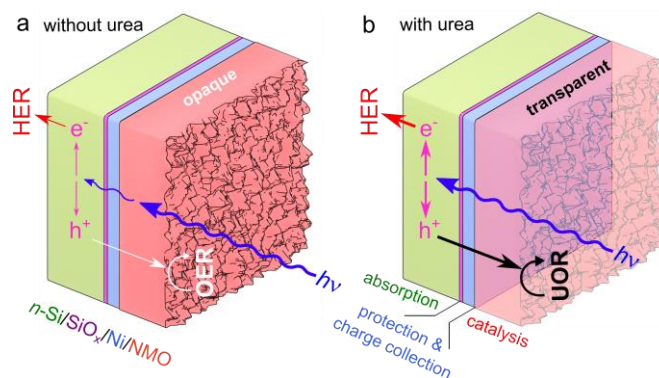 a without urea
opaque
HER
e-
h+
OER
hν
n-Si/SiOx/Ni/NMO
b with urea
transparent
HER
e-
h+
UOR
hν
absorption
protection &
charge collection
catalysis